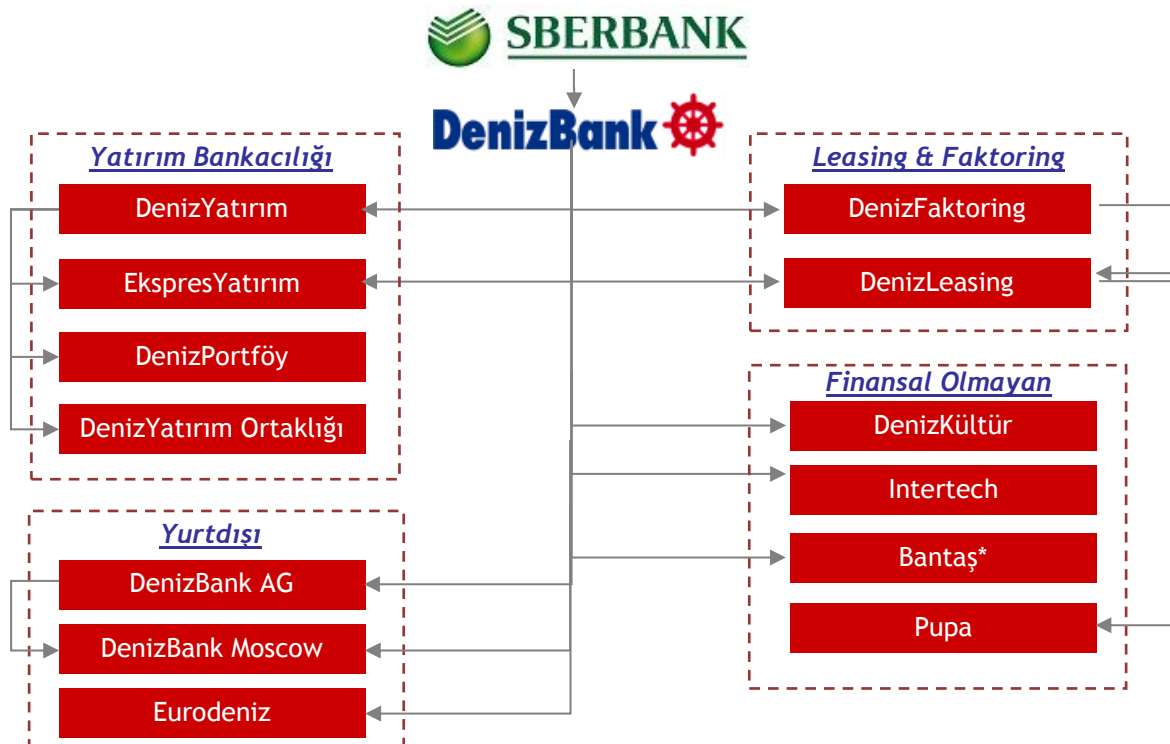 SBERBANK
DenizBank
Yatırım Bankacılığı
DenizYatırım
EkspresYatırım
DenizPortföy
DenizYatırım Ortaklığı
Yurtdışı
DenizBank AG
DenizBank Moscow
Eurodeniz
Leasing & Faktoring
DenizFaktoring
DenizLeasing
Finansal Olmayan
DenizKültür
Intertech
Bantaş*
Pupa